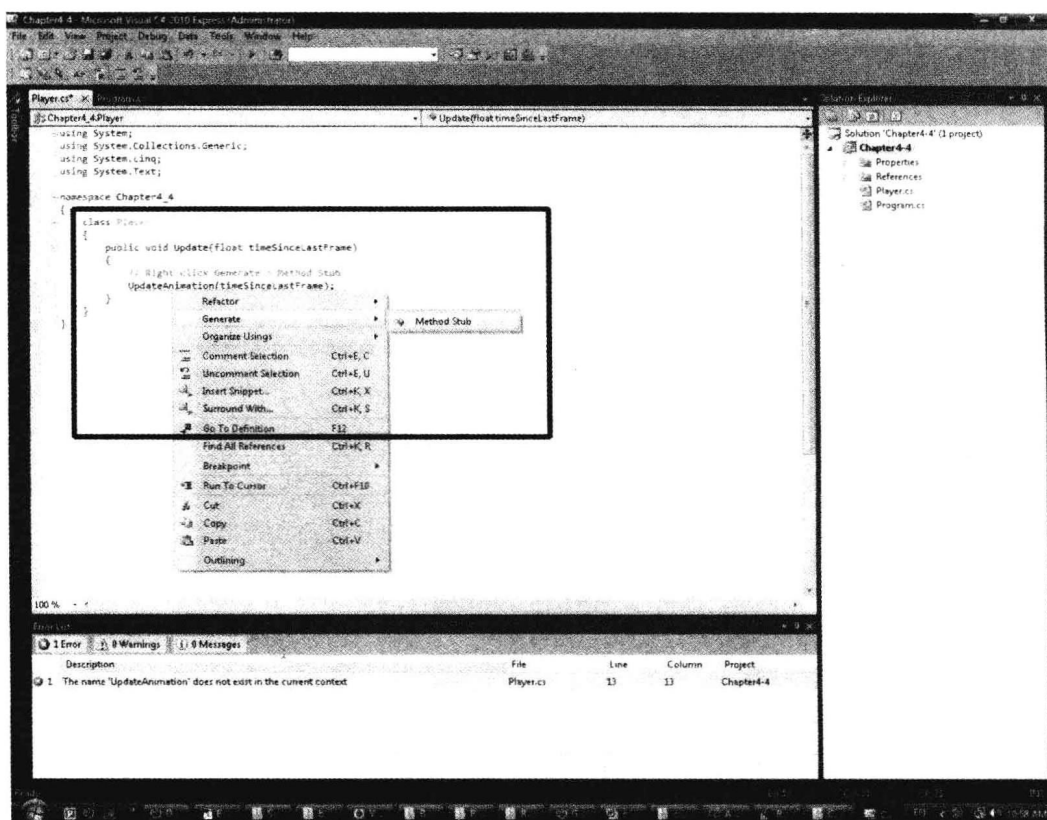 Chapter4-4 - Microsoft Visual C# 2010 Express (Administrator)
File Edit View Project Debug Data Tools Window Help
Player.cs* Program.cs
Solution Explorer
Chapter4_4.Player
Update(float timeSinceLastFrame)
Toolbox
using System;
using System.Collections.Generic;
using System.Linq;
using System.Text;
namespace Chapter4_4
{
class Player
{
public void Update(float timeSinceLastFrame)
{
// Right click Generate > Method Stub
UpdateAnimation(timeSinceLastFrame);
}
}
}
Refactor
Generate
Method Stub
Organize Usings
Comment Selection Ctrl+E, C
Uncomment Selection Ctrl+E, U
Insert Snippet... Ctrl+K, X
Surround With... Ctrl+K, S
Go To Definition F12
Find All References Ctrl+K, R
Breakpoint
Run To Cursor Ctrl+F10
Cut Ctrl+X
Copy Ctrl+C
Paste Ctrl+V
Outlining
Solution 'Chapter4-4' (1 project)
Chapter4-4
Properties
References
Player.cs
Program.cs
100 %
Error List
1 Error 0 Warnings 0 Messages
Description File Line Column Project
1 The name 'UpdateAnimation' does not exist in the current context Player.cs 13 13 Chapter4-4
Ready
10:58 AM